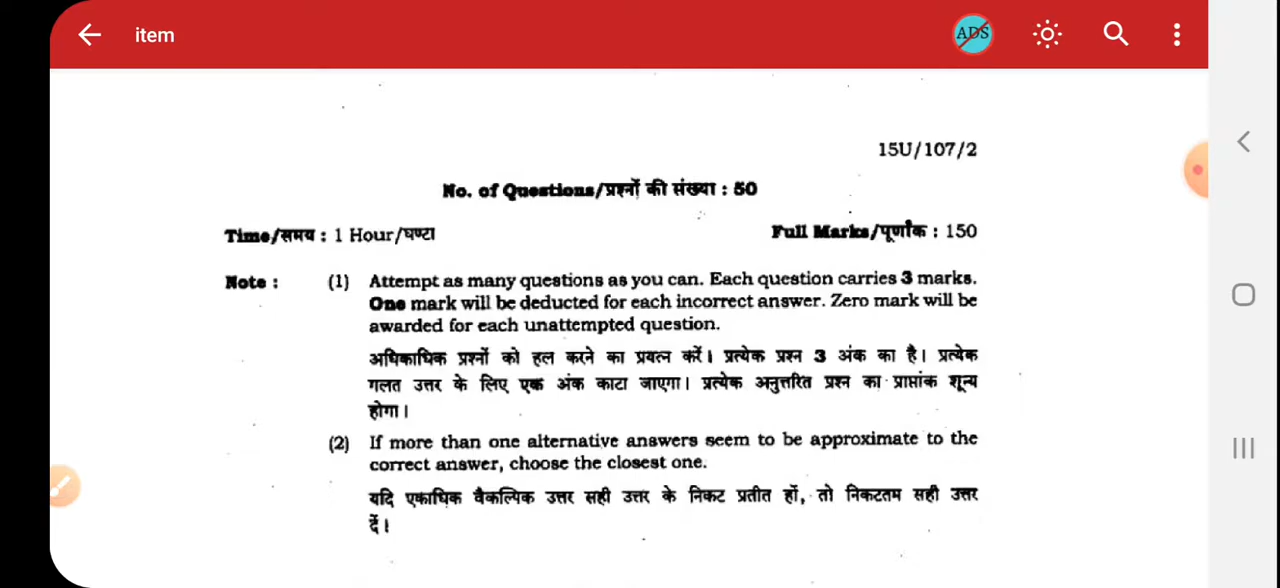 item
ADS
15U/107/2
No. of Questions/प्रश्नों की संख्या : 50
Time/समय : 1 Hour/घण्टा
Full Marks/पूर्णांक : 150
Note : (1) Attempt as many questions as you can. Each question carries 3 marks.
One mark will be deducted for each incorrect answer. Zero mark will be
awarded for each unattempted question.
अधिकाधिक प्रश्नों को हल करने का प्रयत्न करें। प्रत्येक प्रश्न 3 अंक का है। प्रत्येक
गलत उत्तर के लिए एक अंक काटा जाएगा। प्रत्येक अनुत्तरित प्रश्न का प्राप्तांक शून्य
होगा।
(2) If more than one alternative answers seem to be approximate to the
correct answer, choose the closest one.
यदि एकाधिक वैकल्पिक उत्तर सही उत्तर के निकट प्रतीत हों, तो निकटतम सही उत्तर
दें।